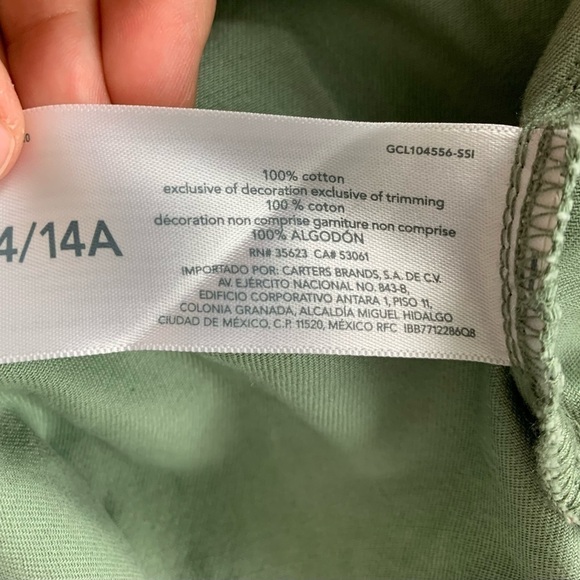 GCL104556-SSI
100% cotton
exclusive of decoration exclusive of trimming
100 % coton
décoration non comprise garniture non comprise
100% ALGODÓN
RN# 35623 CA# 53061
IMPORTADO POR: CARTERS BRANDS, S.A. DE C.V.
AV. EJÉRCITO NACIONAL NO. 843-B,
EDIFICIO CORPORATIVO ANTARA 1, PISO 11,
COLONIA GRANADA, ALCALDÍA MIGUEL HIDALGO
CIUDAD DE MÉXICO, C.P. 11520, MÉXICO RFC IBB7712286Q8
4/14A